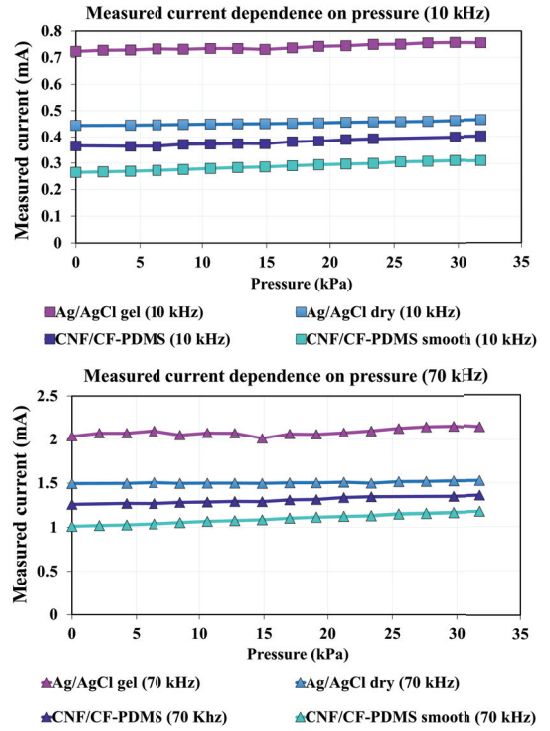 Measured current dependence on pressure (10 kHz)
Measured current (mA)
0.8
0.7
0.6
0.5
0.4
0.3
0.2
0.1
0
0 5 10 15 20 25 30 35
Pressure (kPa)
Ag/AgCl gel (10 kHz) Ag/AgCl dry (10 kHz)
CNF/CF-PDMS (10 kHz) CNF/CF-PDMS smooth (10 kHz)
Measured current dependence on pressure (70 kHz)
Measured current (mA)
2.5
2
1.5
1
0.5
0
0 5 10 15 20 25 30 35
Pressure (kPa)
Ag/AgCl gel (70 kHz) Ag/AgCl dry (70 kHz)
CNF/CF-PDMS (70 Khz) CNF/CF-PDMS smooth (70 kHz)